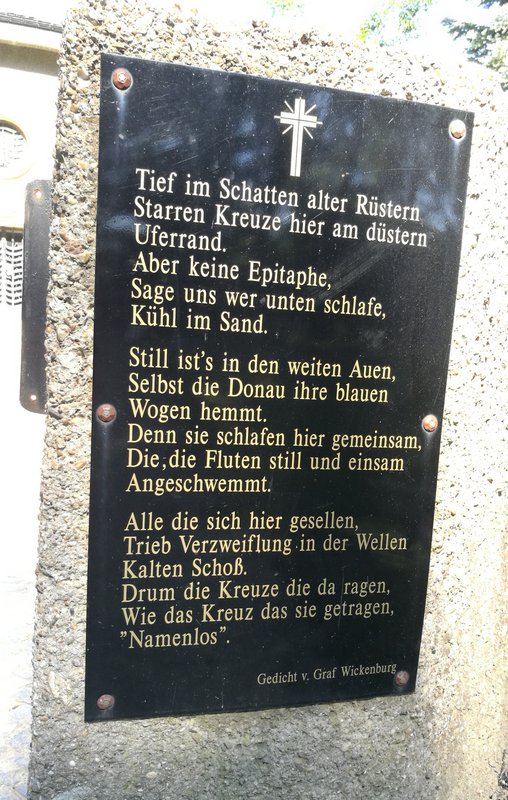 Tief im Schatten alter Rüstern
Starren Kreuze hier am düstern
Uferrand.
Aber keine Epitaphe,
Sage uns wer unten schlafe,
Kühl im Sand.
Still ist's in den weiten Auen,
Selbst die Donau ihre blauen
Wogen hemmt.
Denn sie schlafen hier gemeinsam,
Die,die Fluten still und einsam
Angeschwemmt.
Alle die sich hier gesellen,
Trieb Verzweiflung in der Wellen
Kalten Schoß.
Drum die Kreuze die da ragen,
Wie das Kreuz das sie getragen,
"Namenlos".
Gedicht v. Graf Wickenburg